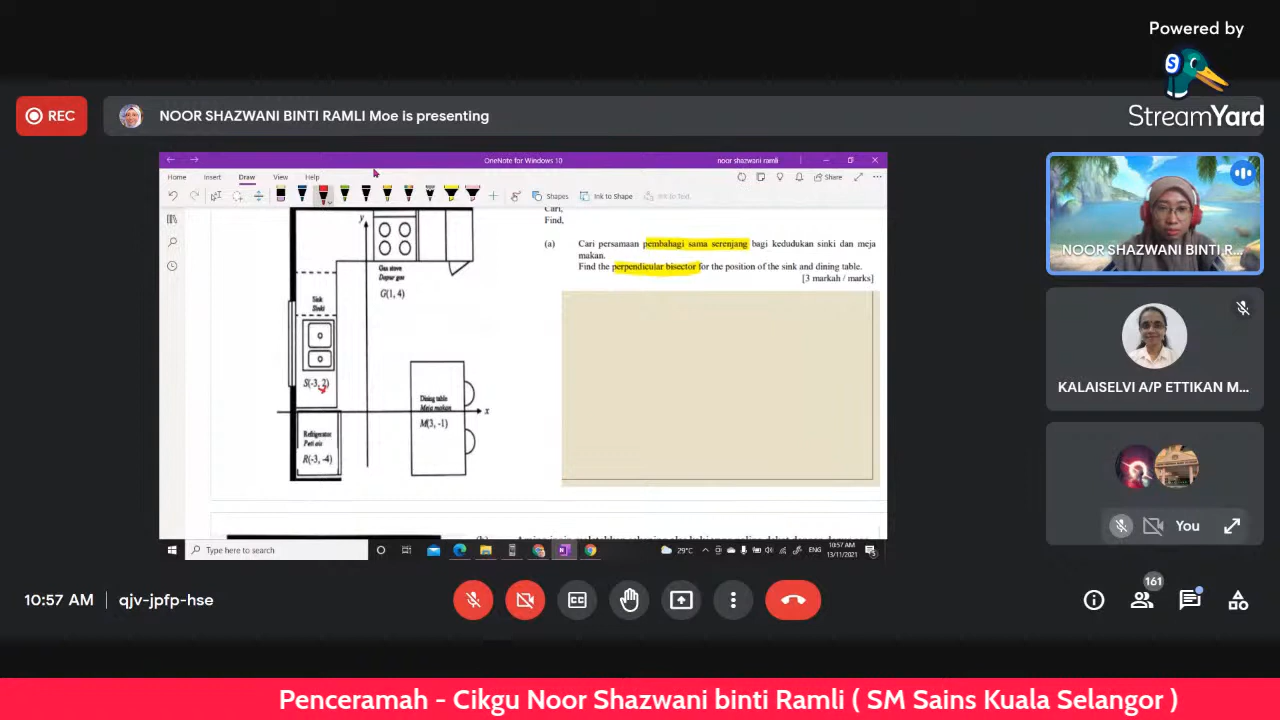 Powered by
S
StreamYard
REC
NOOR SHAZWANI BINTI RAMLI Moe is presenting
OneNote for Windows 10
noor shazwani ramli
Home
Insert
Draw
View
Help
Share
Shapes
Ink to Shape
Ink to Text
Cari,
Find,
(a) Cari persamaan pembahagi sama serenjang bagi kedudukan sinki dan meja
makan.
Find the perpendicular bisector for the position of the sink and dining table.
[3 markah / marks]
y
Gas stove
Dapur gas
G(1, 4)
Sink
Sinki
S(-3, 2)
Dining table
Meja makan
M(3, -1)
x
Refrigerator
Peti ais
R(-3, -4)
Type here to search
29°C
ENG
10:57 AM
13/11/2021
NOOR SHAZWANI BINTI R...
KALAISELVI A/P ETTIKAN M...
You
10:57 AM
qjv-jpfp-hse
161
Penceramah - Cikgu Noor Shazwani binti Ramli ( SM Sains Kuala Selangor )